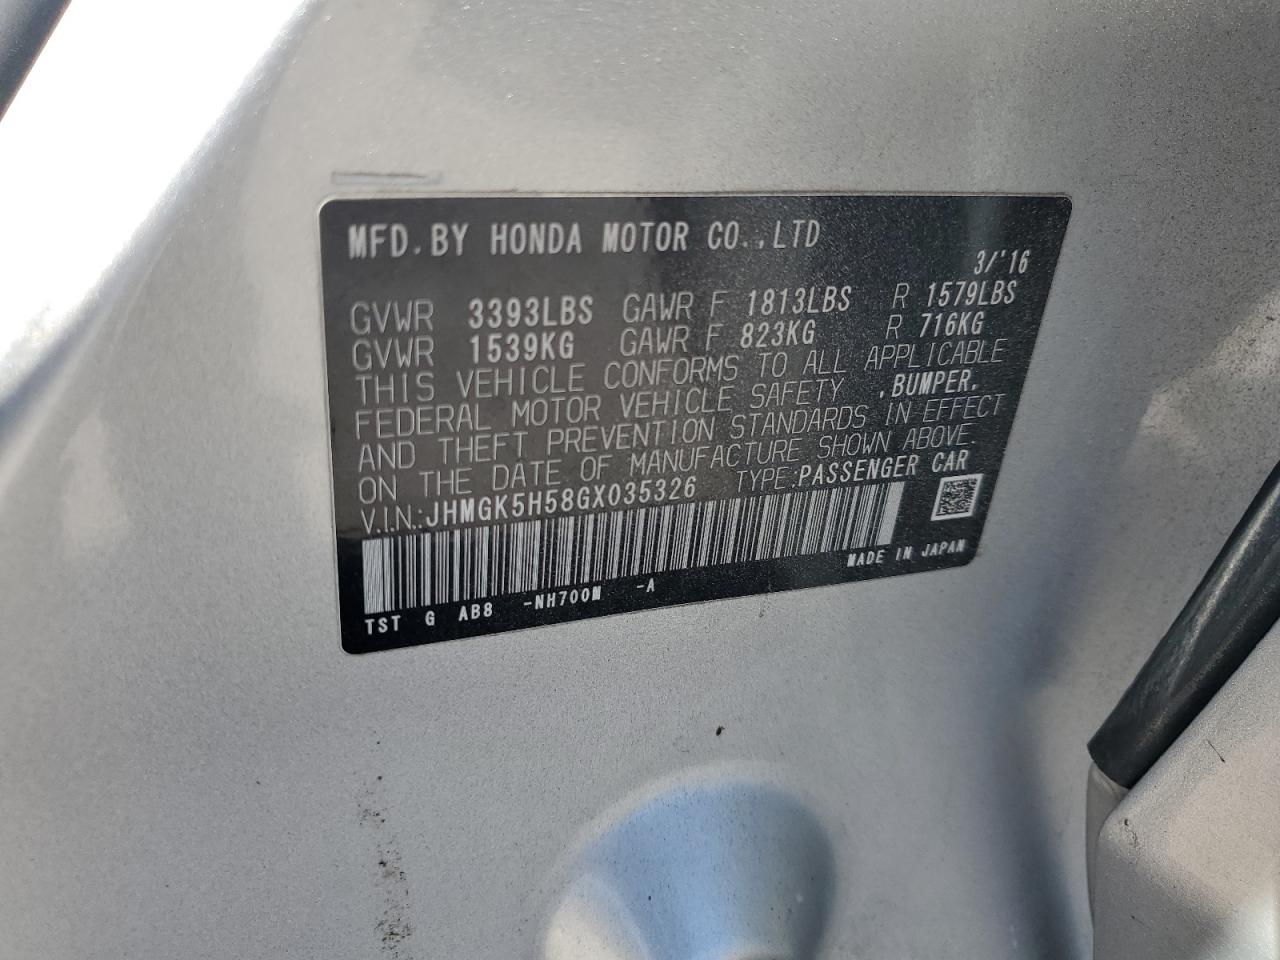 MFD. BY HONDA MOTOR CO.,LTD
3/'16
GVWR 3393LBS GAWR F 1813LBS R 1579LBS
GVWR 1539KG GAWR F 823KG R 716KG
THIS VEHICLE CONFORMS TO ALL APPLICABLE
FEDERAL MOTOR VEHICLE SAFETY ,BUMPER,
AND THEFT PREVENTION STANDARDS IN EFFECT
ON THE DATE OF MANUFACTURE SHOWN ABOVE.
V.I.N.:JHMGK5H58GX035326 TYPE:PASSENGER CAR
MADE IN JAPAN
TST G AB8 -NH700M -A